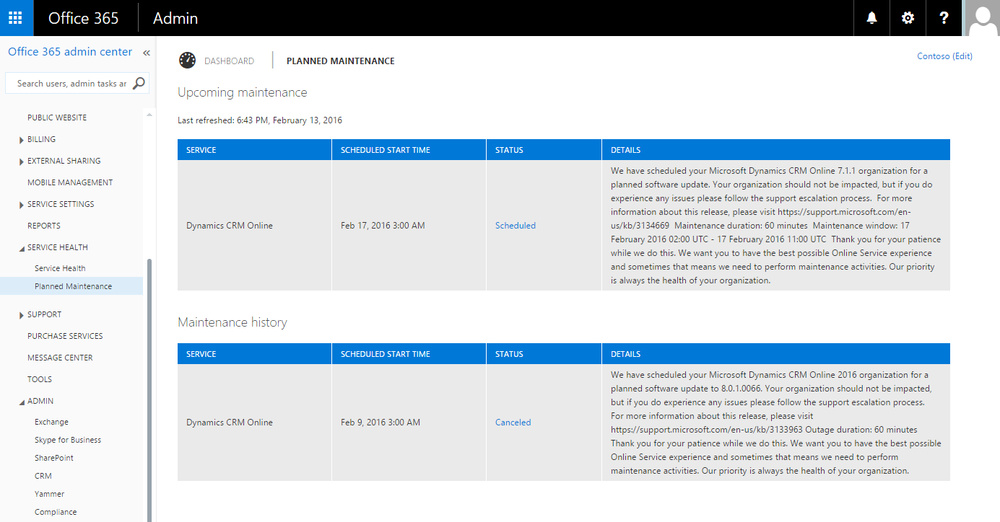 Office 365 Admin ?
Office 365 admin center «
Search users, admin tasks ar
PUBLIC WEBSITE
BILLING
EXTERNAL SHARING
MOBILE MANAGEMENT
SERVICE SETTINGS
REPORTS
SERVICE HEALTH
Service Health
Planned Maintenance
SUPPORT
PURCHASE SERVICES
MESSAGE CENTER
TOOLS
ADMIN
Exchange
Skype for Business
SharePoint
CRM
Yammer
Compliance
DASHBOARD PLANNED MAINTENANCE
Contoso (Edit)
Upcoming maintenance
Last refreshed: 6:43 PM, February 13, 2016
SERVICE SCHEDULED START TIME STATUS DETAILS
Dynamics CRM Online Feb 17, 2016 3:00 AM Scheduled
We have scheduled your Microsoft Dynamics CRM Online 7.1.1 organization for a
planned software update. Your organization should not be impacted, but if you do
experience any issues please follow the support escalation process. For more
information about this release, please visit https://support.microsoft.com/en-
us/kb/3134669 Maintenance duration: 60 minutes Maintenance window: 17
February 2016 02:00 UTC - 17 February 2016 11:00 UTC Thank you for your patience
while we do this. We want you to have the best possible Online Service experience
and sometimes that means we need to perform maintenance activities. Our priority
is always the health of your organization.
Maintenance history
SERVICE SCHEDULED START TIME STATUS DETAILS
Dynamics CRM Online Feb 9, 2016 3:00 AM Canceled
We have scheduled your Microsoft Dynamics CRM Online 2016 organization for a
planned software update to 8.0.1.0066. Your organization should not be impacted,
but if you do experience any issues please follow the support escalation process.
For more information about this release, please visit
https://support.microsoft.com/en-us/kb/3133963 Outage duration: 60 minutes
Thank you for your patience while we do this. We want you to have the best possible
Online Service experience and sometimes that means we need to perform
maintenance activities. Our priority is always the health of your organization.